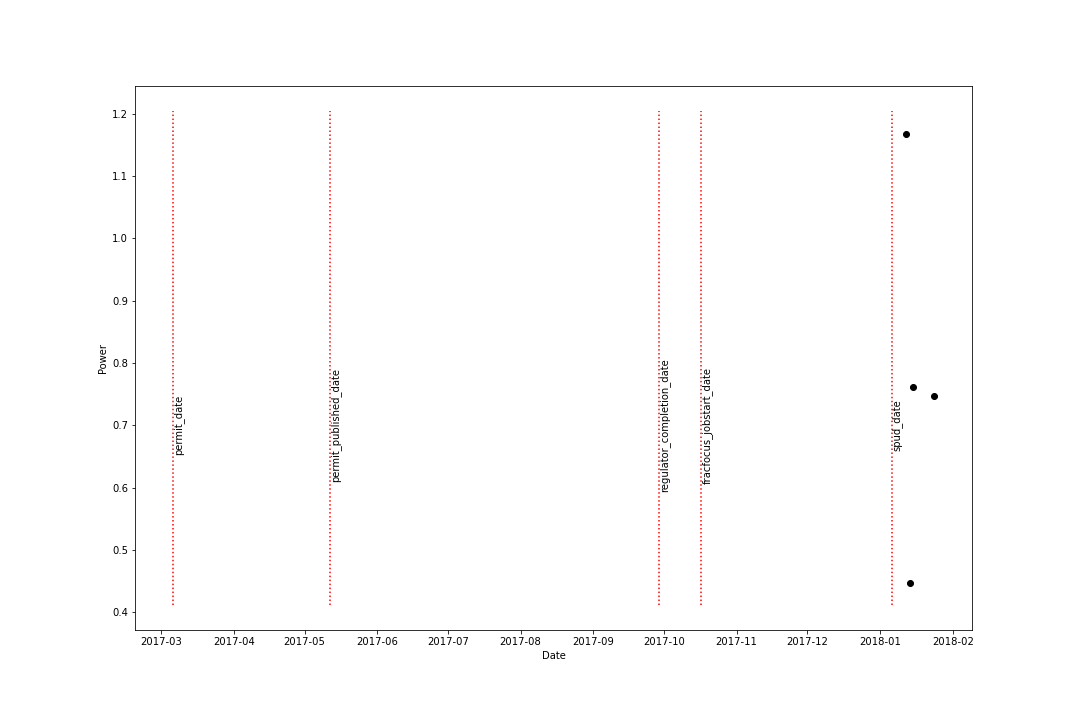 1.2
1.1
1.0
0.9
0.8
0.7
0.6
0.5
0.4
Power
permit_date
permit_published_date
regulator_completion_date
fracfocus_jobstart_date
spud_date
2017-03 2017-04 2017-05 2017-06 2017-07 2017-08 2017-09 2017-10 2017-11 2017-12 2018-01 2018-02
Date